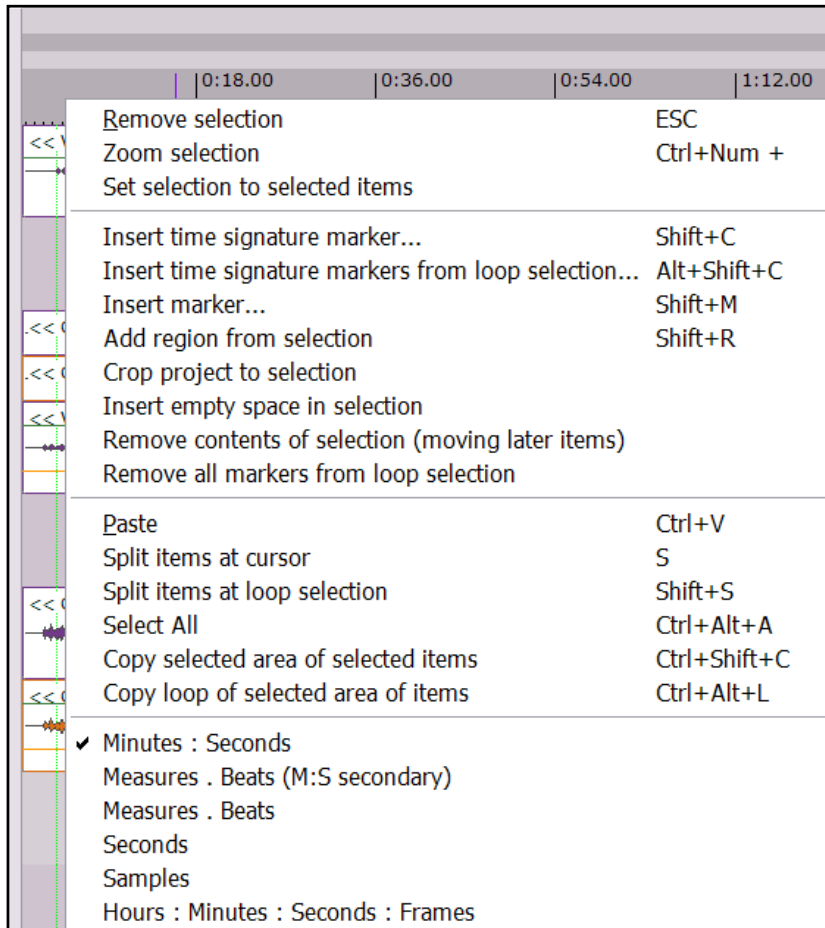 0:18.00 0:36.00 0:54.00 1:12.00
Remove selection ESC
<<
Zoom selection Ctrl+Num +
Set selection to selected items
Insert time signature marker... Shift+C
Insert time signature markers from loop selection... Alt+Shift+C
Insert marker... Shift+M
.<<
Add region from selection Shift+R
.<<
Crop project to selection
Insert empty space in selection
<<
Remove contents of selection (moving later items)
Remove all markers from loop selection
Paste Ctrl+V
Split items at cursor S
Split items at loop selection Shift+S
<<
Select All Ctrl+Alt+A
Copy selected area of selected items Ctrl+Shift+C
Copy loop of selected area of items Ctrl+Alt+L
<<
✔ Minutes : Seconds
Measures . Beats (M:S secondary)
Measures . Beats
Seconds
Samples
Hours : Minutes : Seconds : Frames